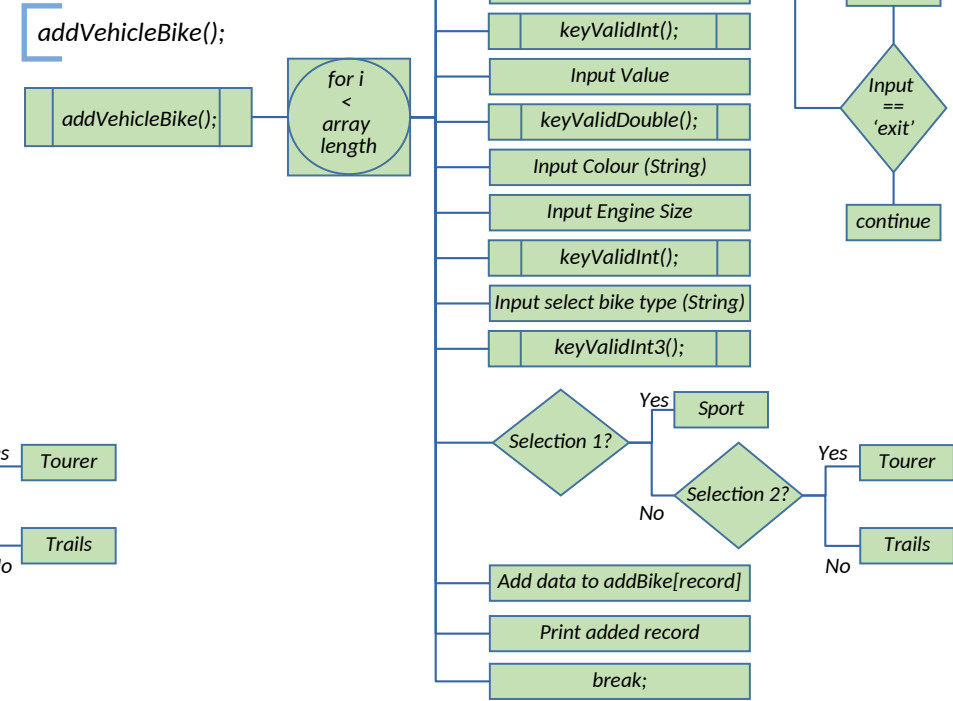 addVehicleBike();
addVehicleBike();
for i
<
array
length
keyValidInt();
Input Value
keyValidDouble();
Input Colour (String)
Input Engine Size
keyValidInt();
Input select bike type (String)
keyValidInt3();
Selection 1?
Yes
Sport
No
Selection 2?
Yes
Tourer
No
Trails
Add data to addBike[record]
Print added record
break;
Input
==
‘exit’
continue
Tourer
Trails